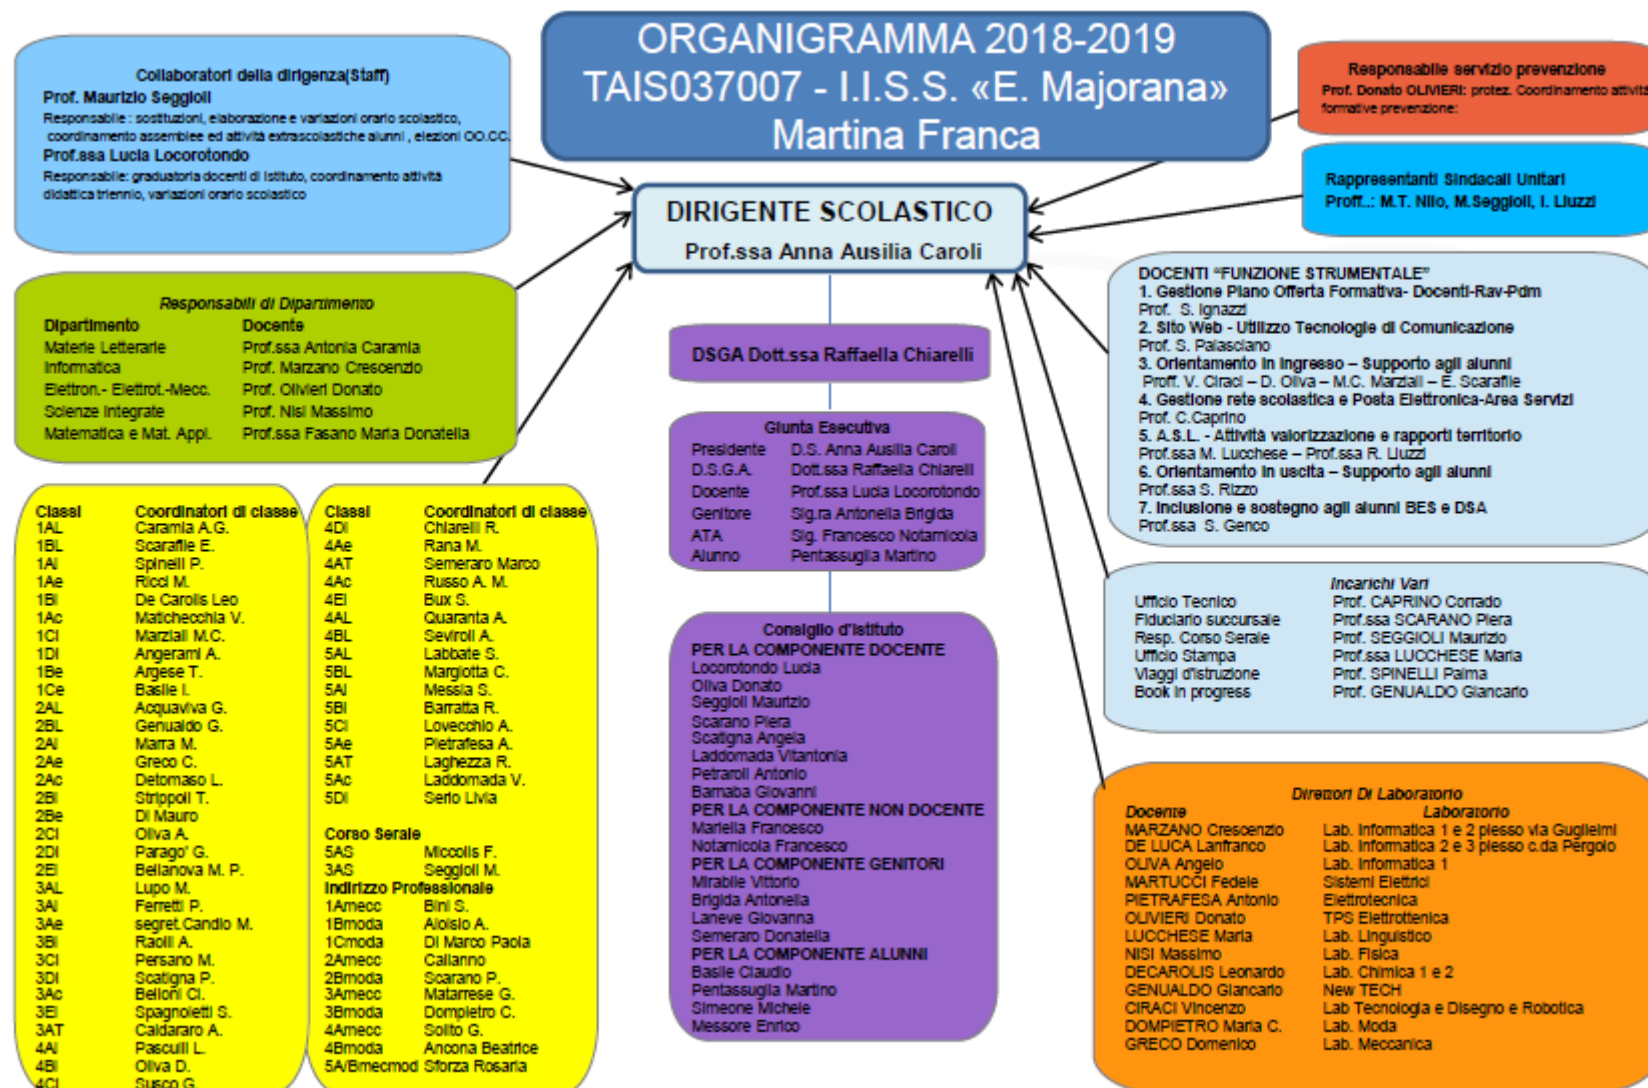 ORGANIGRAMMA 2018-2019
TAIS037007 - I.I.S.S. «E. Majorana»
Martina Franca
Collaboratori della dirigenza(Staff)
Prof. Maurizio Seggioli
Responsabile : sostituzioni, elaborazione e variazioni orario scolastico,
coordinamento assemblee ed attività extrascolastiche alunni , elezioni OO.CC.
Prof.ssa Lucia Locorotondo
Responsabile: graduatoria docenti di Istituto, coordinamento attività
didattica triennio, variazioni orario scolastico
Responsabile servizio prevenzione
Prof. Donato OLIVIERI: protez. Coordinamento attività
formative prevenzione:
Rappresentanti Sindacali Unitari
Proff..: M.T. Nilo, M.Seggioli, I. Liuzzi
DIRIGENTE SCOLASTICO
Prof.ssa Anna Ausilia Caroli
Responsabili di Dipartimento
Dipartimento Docente
Materie Letterarie Prof.ssa Antonia Caramia
Informatica Prof. Marzano Crescenzio
Elettron.- Elettrot.-Mecc. Prof. Olivieri Donato
Scienze Integrate Prof. Nisi Massimo
Matematica e Mat. Appl. Prof.ssa Fasano Maria Donatella
DSGA Dott.ssa Raffaella Chiarelli
Giunta Esecutiva
Presidente D.S. Anna Ausilia Caroli
D.S.G.A. Dott.ssa Raffaella Chiarelli
Docente Prof.ssa Lucia Locorotondo
Genitore Sig.ra Antonella Brigida
ATA Sig. Francesco Notarnicola
Alunno Pentassuglia Martino
DOCENTI “FUNZIONE STRUMENTALE”
1. Gestione Piano Offerta Formativa- Docenti-Rav-Pdm
Prof. S. Ignazzi
2. Sito Web - Utilizzo Tecnologie di Comunicazione
Prof. S. Palasciano
3. Orientamento in Ingresso – Supporto agli alunni
Proff. V. Ciraci – D. Oliva – M.C. Marziali – E. Scarafile
4. Gestione rete scolastica e Posta Elettronica-Area Servizi
Prof. C.Caprino
5. A.S.L. - Attività valorizzazione e rapporti territorio
Prof.ssa M. Lucchese – Prof.ssa R. Liuzzi
6. Orientamento in uscita – Supporto agli alunni
Prof.ssa S. Rizzo
7. Inclusione e sostegno agli alunni BES e DSA
Prof.ssa S. Genco
Classi Coordinatori di classe
1AL Caramia A.G.
1BL Scarafile E.
1AI Spinelli P.
1Ae Ricci M.
1BI De Carolis Leo
1Ac Matichecchia V.
1CI Marziali M.C.
1DI Angerami A.
1Be Argese T.
1Ce Basile I.
2AL Acquaviva G.
2BL Genualdo G.
2AI Marra M.
2Ae Greco C.
2Ac Detomaso L.
2BI Strippoli T.
2Be Di Mauro
2CI Oliva A.
2DI Parago' G.
2EI Bellanova M. P.
3AL Lupo M.
3AI Ferretti P.
3Ae segret.Candio M.
3BI Raolli A.
3CI Persano M.
3DI Scatigna P.
3Ac Belloni Cl.
3EI Spagnoletti S.
3AT Caldararo A.
4AI Pasculli L.
4BI Oliva D.
4CI Susco G.
Classi Coordinatori di classe
4DI Chiarelli R.
4Ae Rana M.
4AT Semeraro Marco
4Ac Russo A. M.
4EI Bux S.
4AL Quaranta A.
4BL Seviroli A.
5AL Labbate S.
5BL Margiotta C.
5AI Messia S.
5BI Barratta R.
5CI Lovecchio A.
5Ae Pietrafesa A.
5AT Laghezza R.
5Ac Laddomada V.
5DI Serio Livia
Corso Serale
5AS Miccolis F.
3AS Seggioli M.
Indirizzo Professionale
1Amecc Bini S.
1Bmoda Aloisio A.
1Cmoda Di Marco Paola
2Amecc Calianno
2Bmoda Scarano P.
3Amecc Matarrese G.
3Bmoda Dompietro C.
4Amecc Solito G.
4Bmoda Ancona Beatrice
5A/Bmecmod Sforza Rosaria
Consiglio d'Istituto
PER LA COMPONENTE DOCENTE
Locorotondo Lucia
Oliva Donato
Seggioli Maurizio
Scarano Piera
Scatigna Angela
Laddomada Vitantonia
Petraroli Antonio
Barnaba Giovanni
PER LA COMPONENTE NON DOCENTE
Mariella Francesco
Notarnicola Francesco
PER LA COMPONENTE GENITORI
Mirabile Vittorio
Brigida Antonella
Laneve Giovanna
Semeraro Donatella
PER LA COMPONENTE ALUNNI
Basile Claudio
Pentassuglia Martino
Simeone Michele
Messore Enrico
Incarichi Vari
Ufficio Tecnico Prof. CAPRINO Corrado
Fiduciario succursale Prof.ssa SCARANO Piera
Resp. Corso Serale Prof. SEGGIOLI Maurizio
Ufficio Stampa Prof.ssa LUCCHESE Maria
Viaggi d'istruzione Prof. SPINELLI Palma
Book in progress Prof. GENUALDO Giancarlo
Direttori Di Laboratorio
Docente Laboratorio
MARZANO Crescenzio Lab. Informatica 1 e 2 plesso via Guglielmi
DE LUCA Lanfranco Lab. Informatica 2 e 3 plesso c.da Pergolo
OLIVA Angelo Lab. Informatica 1
MARTUCCI Fedele Sistemi Elettrici
PIETRAFESA Antonio Elettrotecnica
OLIVIERI Donato TPS Elettrottenica
LUCCHESE Maria Lab. Linguistico
NISI Massimo Lab. Fisica
DECAROLIS Leonardo Lab. Chimica 1 e 2
GENUALDO Giancarlo New TECH
CIRACI Vincenzo Lab Tecnologia e Disegno e Robotica
DOMPIETRO Maria C. Lab. Moda
GRECO Domenico Lab. Meccanica